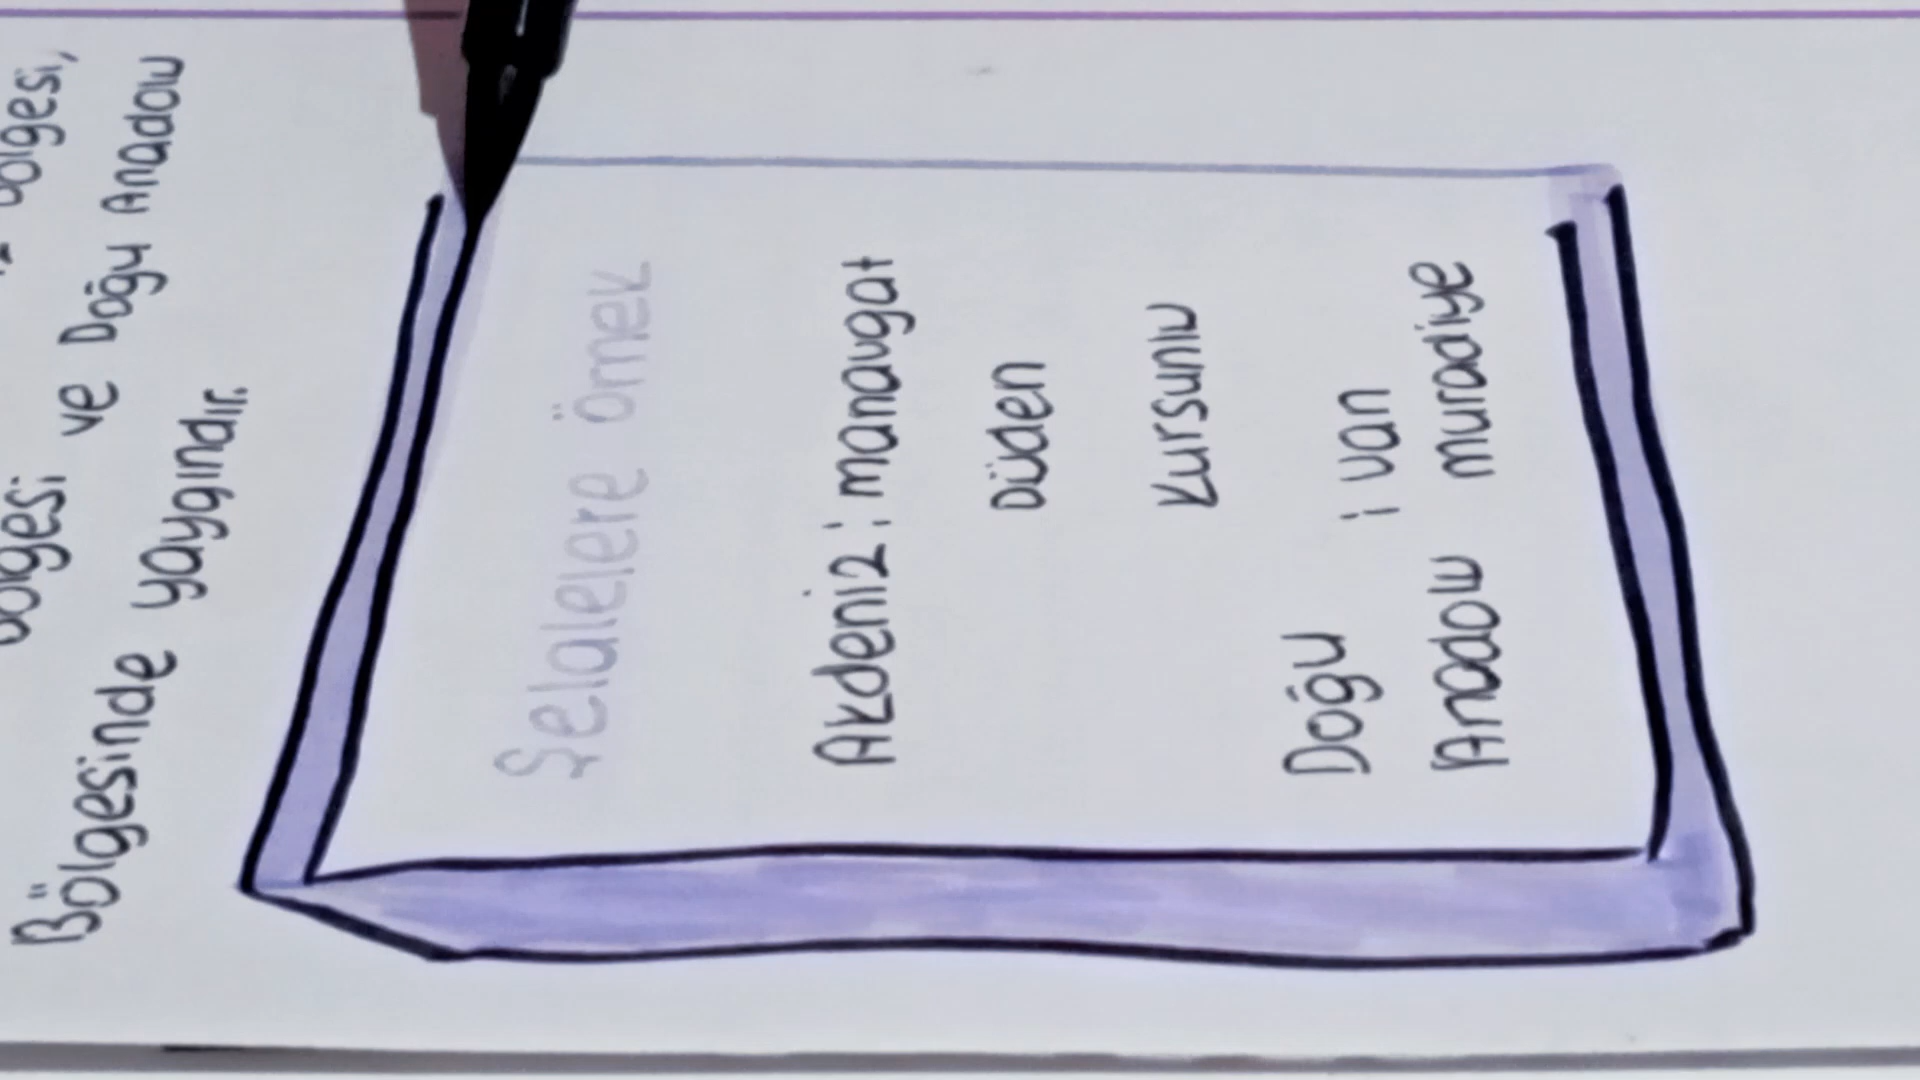 Bölgesi,
Bölgesi ve Doğu Anadolu
Bölgesinde yaygındır.
Şelalelere Örnek
Akdeniz : manavgat
Düden
Kurşunlu
Doğu : Van
Anadolu muradiye